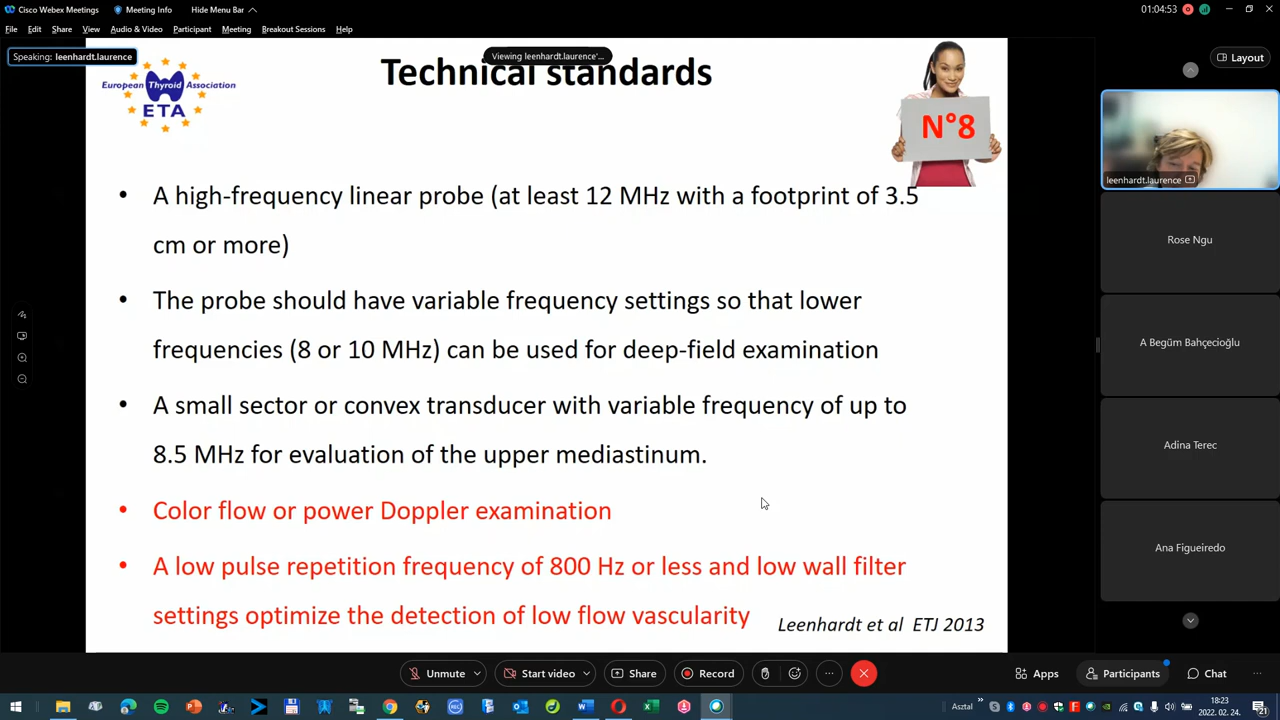 Cisco Webex Meetings
Meeting Info
Hide Menu Bar
01:04:53
File Edit Share View Audio & Video Participant Meeting Breakout Sessions Help
Speaking: leenhardt.laurence
Viewing leenhardt.laurence'...
Layout
European Thyroid Association
ETA
Technical standards
N°8
• A high-frequency linear probe (at least 12 MHz with a footprint of 3.5
cm or more)
• The probe should have variable frequency settings so that lower
frequencies (8 or 10 MHz) can be used for deep-field examination
• A small sector or convex transducer with variable frequency of up to
8.5 MHz for evaluation of the upper mediastinum.
• Color flow or power Doppler examination
• A low pulse repetition frequency of 800 Hz or less and low wall filter
settings optimize the detection of low flow vascularity
Leenhardt et al ETJ 2013
leenhardt.laurence
Rose Ngu
A Begüm Bahçecioğlu
Adina Terec
Ana Figueiredo
Unmute
Start video
Share
Record
Apps
Participants
Chat
Asztal
18:23
2022. 02. 24.